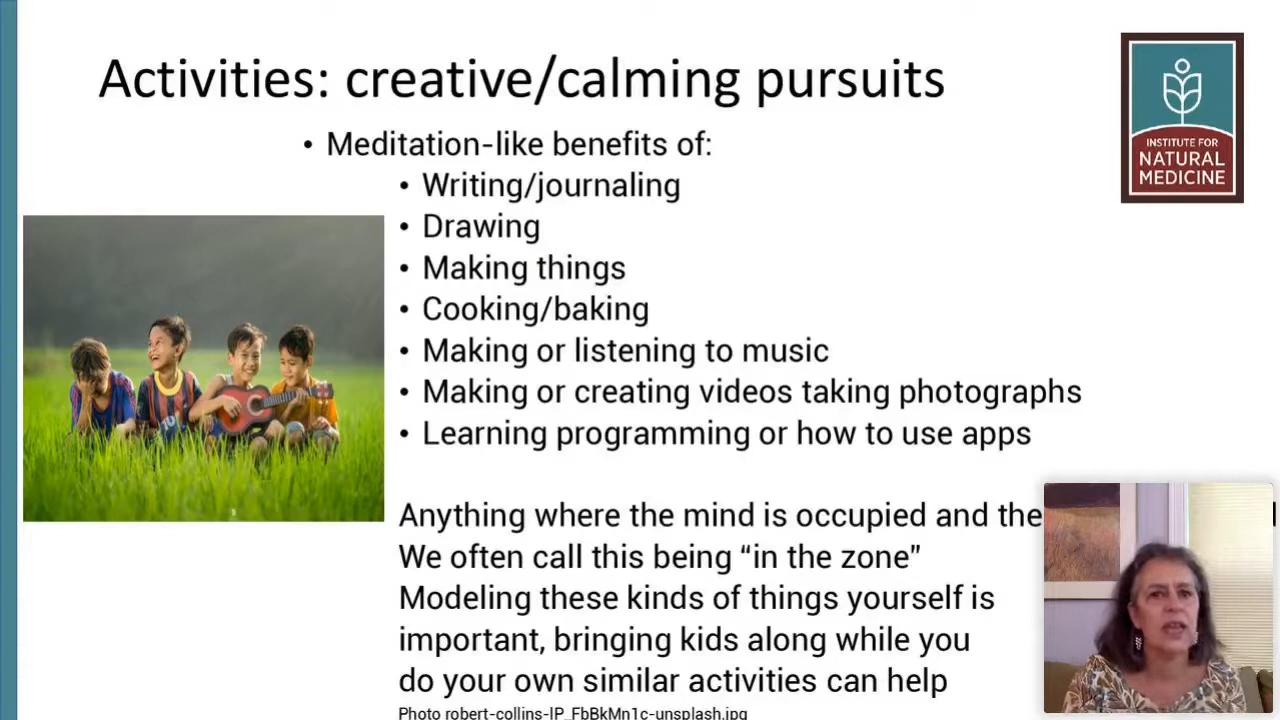 Activities: creative/calming pursuits
INSTITUTE FOR
NATURAL
MEDICINE
• Meditation-like benefits of:
• Writing/journaling
• Drawing
• Making things
• Cooking/baking
• Making or listening to music
• Making or creating videos taking photographs
• Learning programming or how to use apps
Anything where the mind is occupied and the
We often call this being “in the zone”
Modeling these kinds of things yourself is
important, bringing kids along while you
do your own similar activities can help
Photo robert-collins-lP_FbBkMn1c-unsplash.jpg